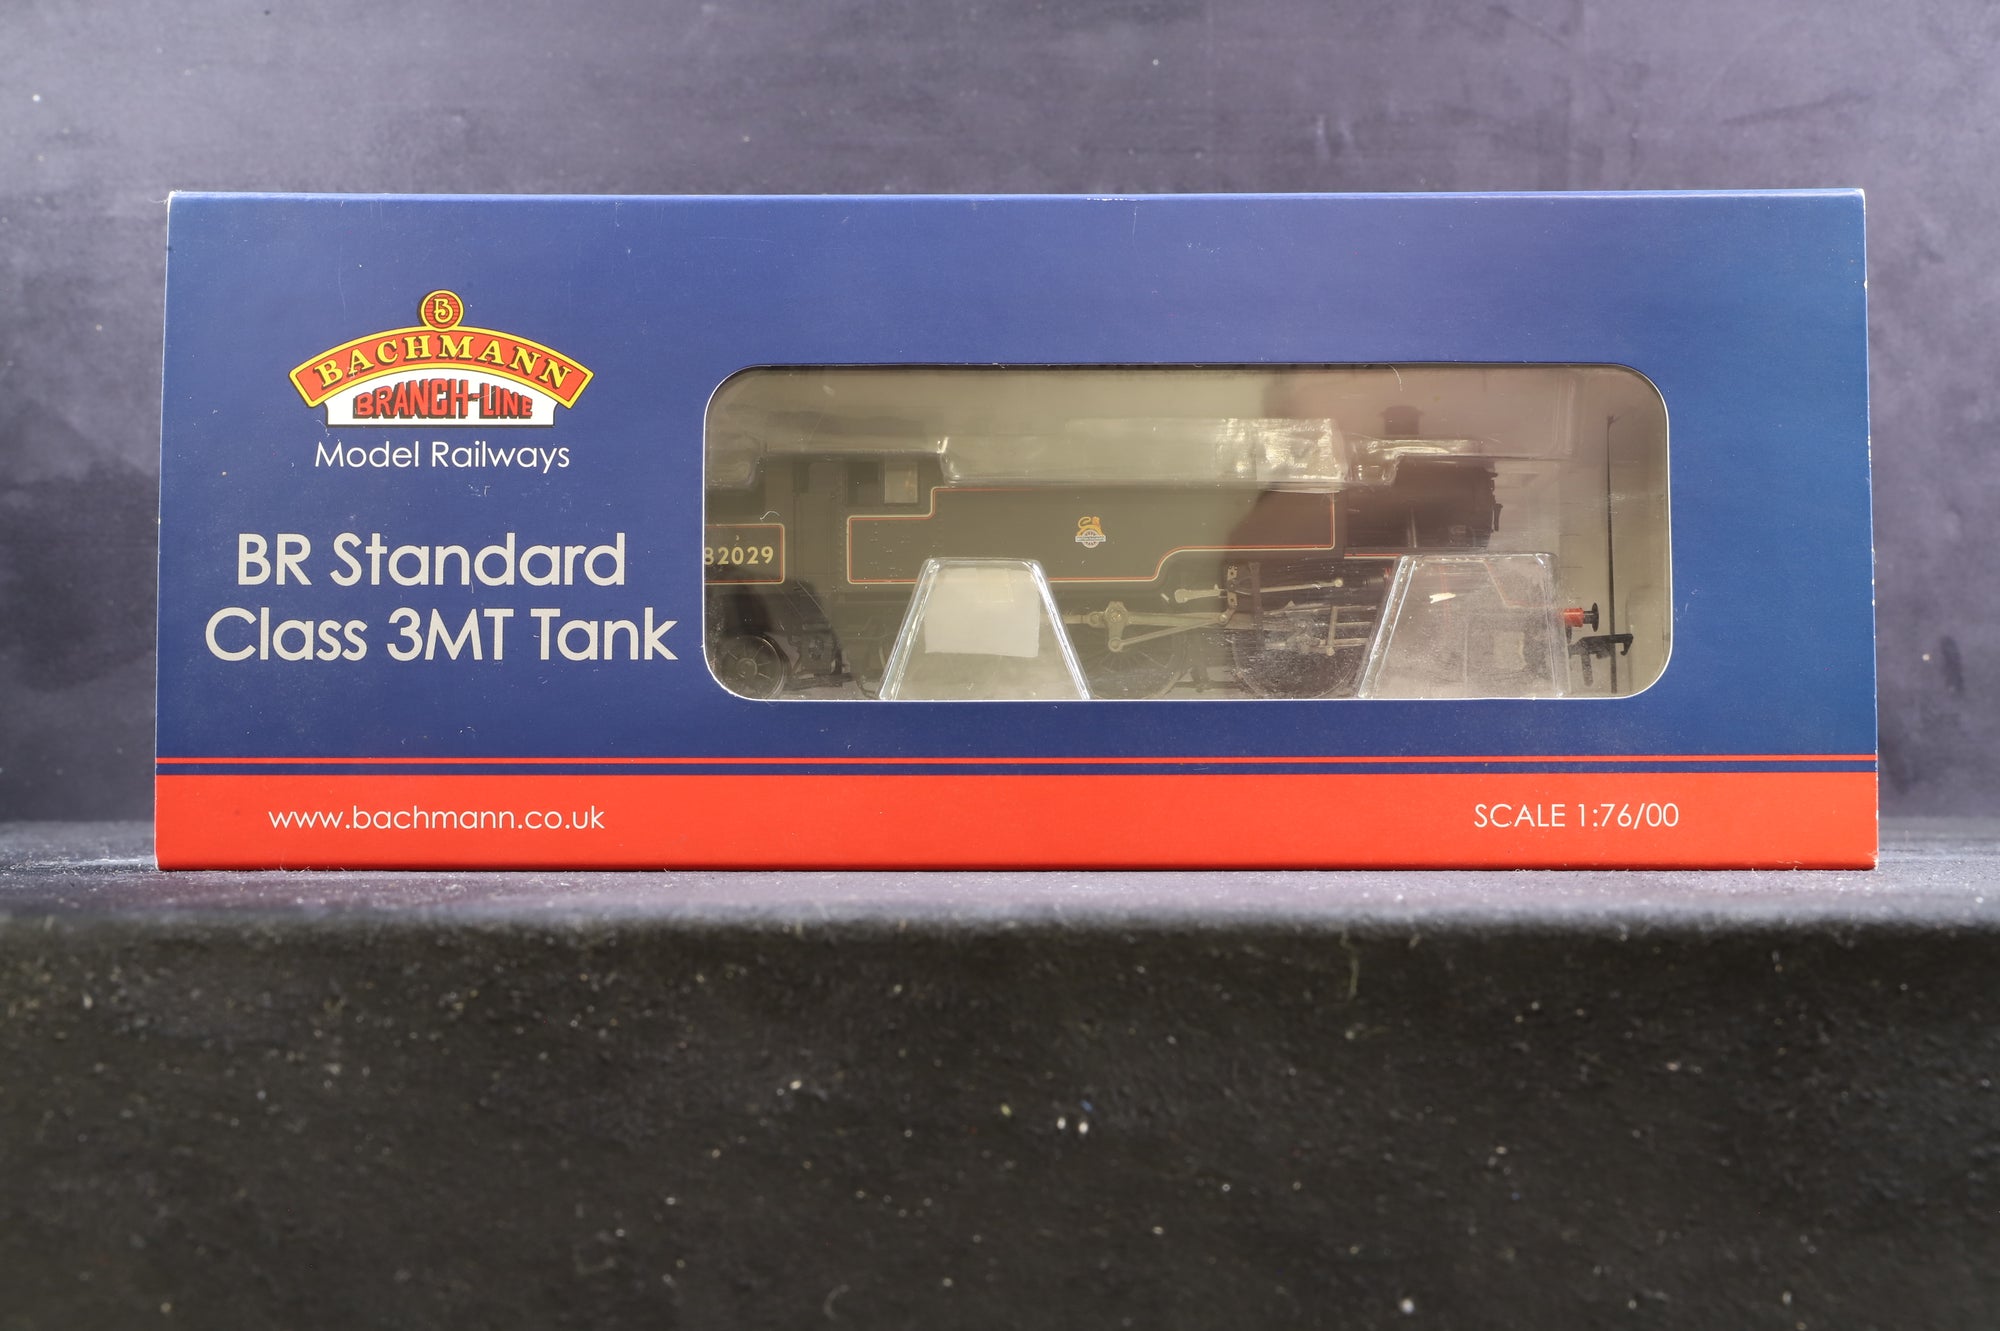 B
BACHMANN
BRANCH-LINE
Model Railways
BR Standard
Class 3MT Tank
82029
www.bachmann.co.uk
SCALE 1:76/00